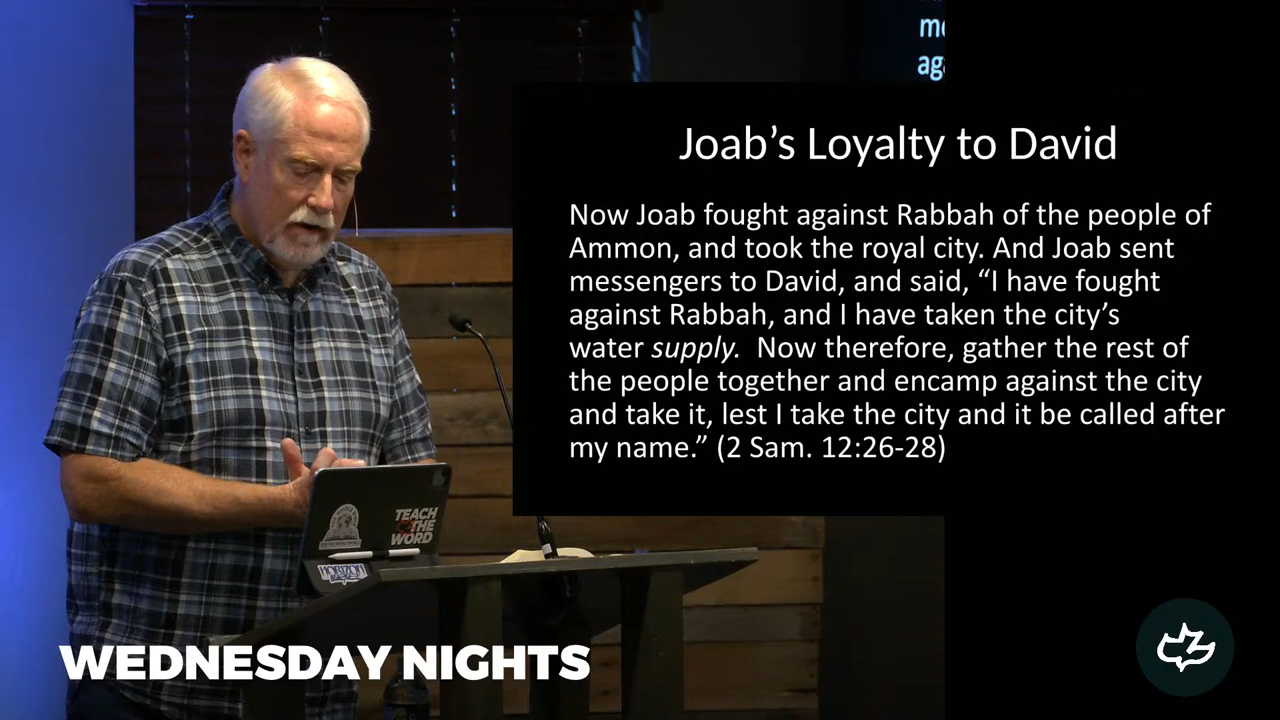 Joab’s Loyalty to David
Now Joab fought against Rabbah of the people of
Ammon, and took the royal city. And Joab sent
messengers to David, and said, “I have fought
against Rabbah, and I have taken the city’s
water supply.  Now therefore, gather the rest of
the people together and encamp against the city
and take it, lest I take the city and it be called after
my name.” (2 Sam. 12:26-28)
TEACH
THE
WORD
HORIZON
WEDNESDAY NIGHTS